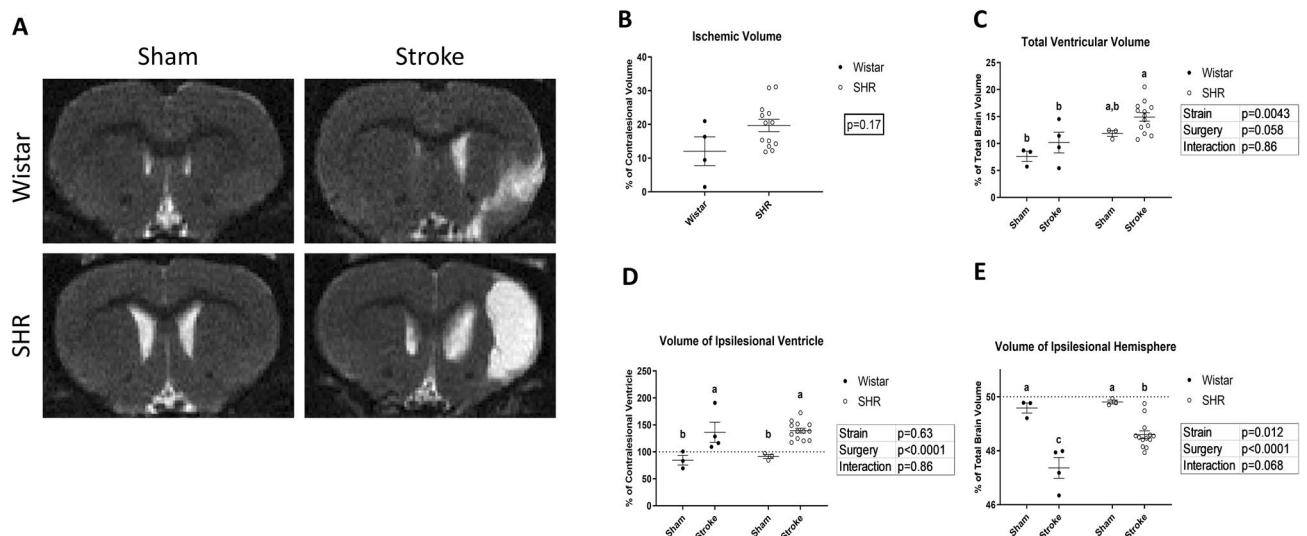 A
Sham
Stroke
Wistar
SHR
B
Ischemic Volume
% of Contralesional Volume
40
30
20
10
0
Wistar
SHR
Wistar
SHR
p=0.17
C
Total Ventricular Volume
% of Total Brain Volume
25
20
15
10
5
0
b
b
a,b
a
Sham
Stroke
Sham
Stroke
Wistar
SHR
Strain p=0.0043
Surgery p=0.058
Interaction p=0.86
D
Volume of Ipsilesional Ventricle
% of Contralesional Ventricle
250
200
150
100
50
0
b
a
b
a
Sham
Stroke
Sham
Stroke
Wistar
SHR
Strain p=0.63
Surgery p<0.0001
Interaction p=0.86
E
Volume of Ipsilesional Hemisphere
% of Total Brain Volume
50
48
46
a
c
a
b
Sham
Stroke
Sham
Stroke
Wistar
SHR
Strain p=0.012
Surgery p<0.0001
Interaction p=0.068